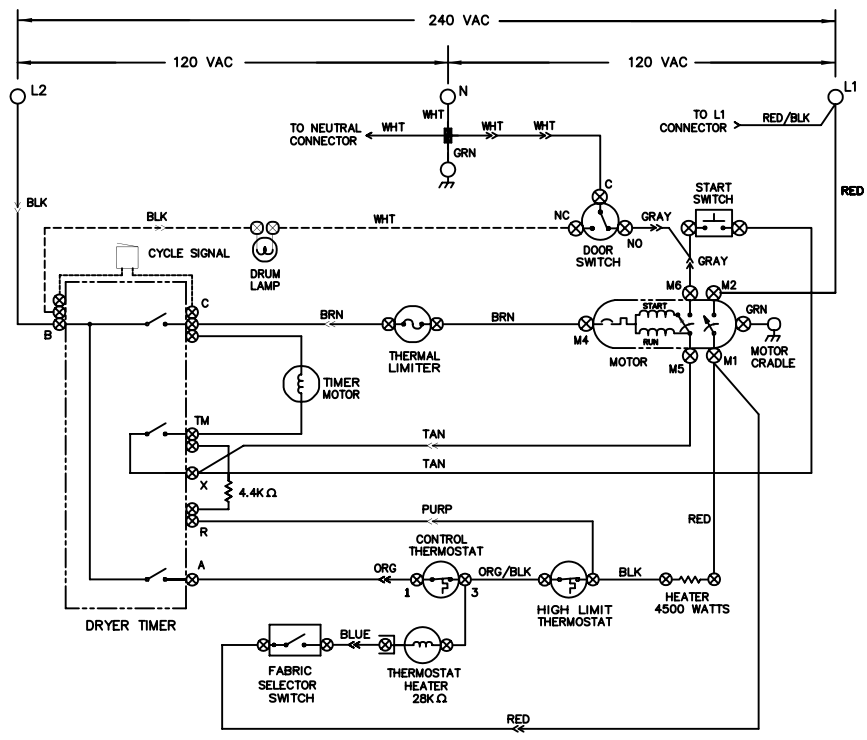 240 VAC
120 VAC
120 VAC
L2
N
L1
WHT
TO NEUTRAL
CONNECTOR
WHT
WHT
WHT
TO L1
CONNECTOR
RED/BLK
GRN
BLK
RED
C
START
SWITCH
BLK
WHT
NC
NO
GRAY
DOOR
SWITCH
GRAY
CYCLE SIGNAL
DRUM
LAMP
M6
M2
B
C
BRN
BRN
START
GRN
THERMAL
LIMITER
M4
RUN
MOTOR
M5
M1
MOTOR
CRADLE
TIMER
MOTOR
TM
TAN
TAN
X
4.4KΩ
R
PURP
RED
CONTROL
THERMOSTAT
A
ORG
ORG/BLK
BLK
1
3
HEATER
4500 WATTS
HIGH LIMIT
THERMOSTAT
DRYER TIMER
BLUE
FABRIC
SELECTOR
SWITCH
THERMOSTAT
HEATER
28KΩ
RED